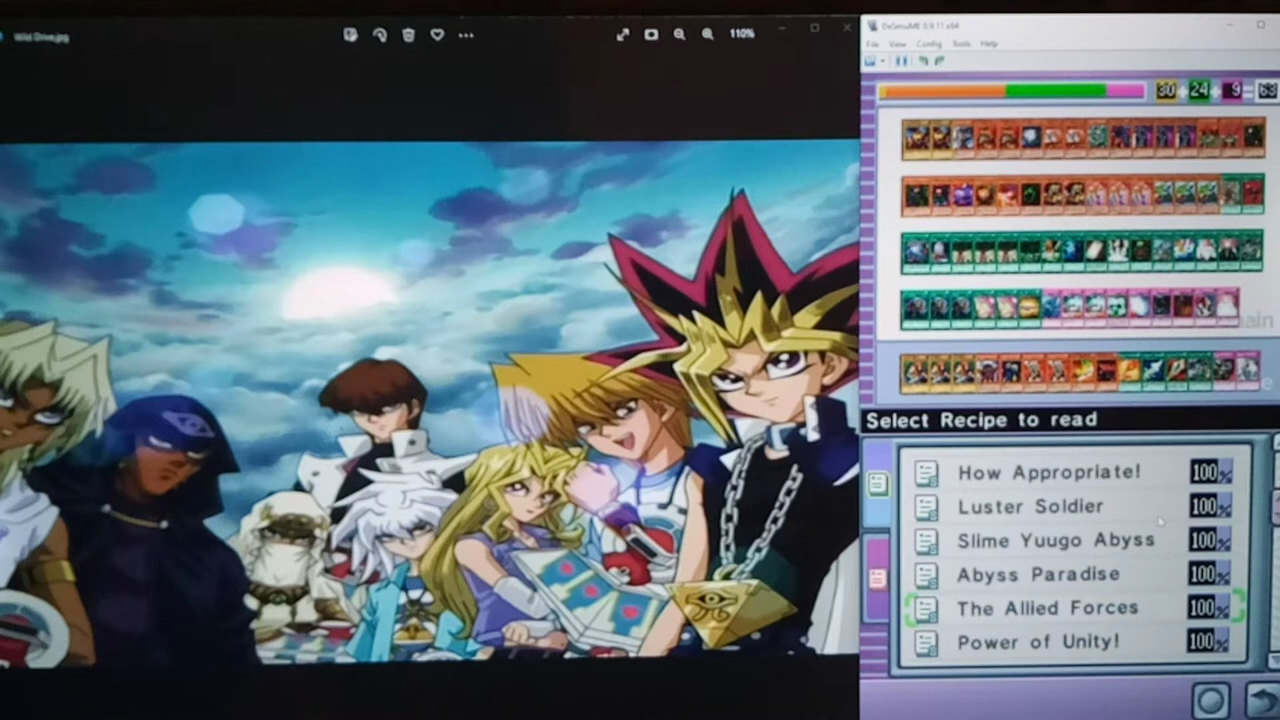 Wild Drive.jpg
110%
DeSmuME 0.9.11 x64
File View Config Tools Help
30 + 24 + 9 = 63
Select Recipe to read
How Appropriate! 100%
Luster Soldier 100%
Slime Yuugo Abyss 100%
Abyss Paradise 100%
The Allied Forces 100%
Power of Unity! 100%